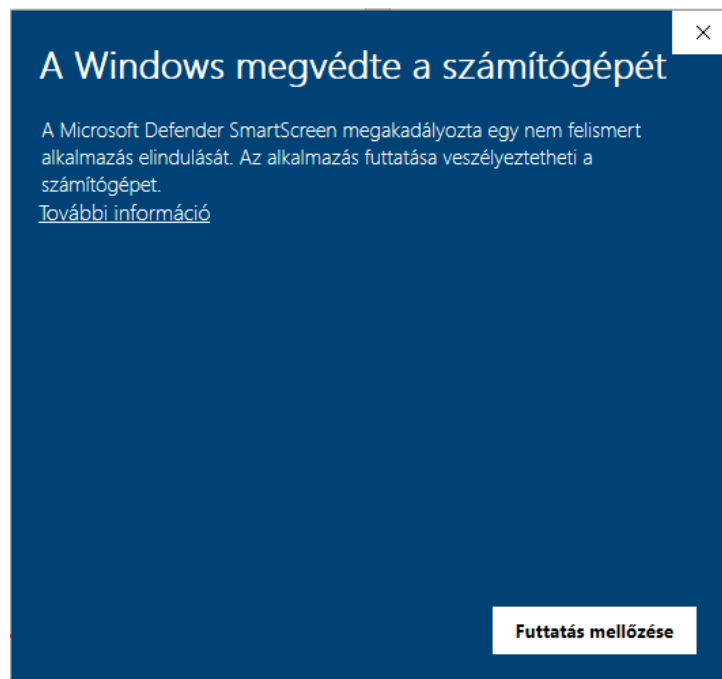 A Windows megvédte a számítógépét
A Microsoft Defender SmartScreen megakadályozta egy nem felismert
alkalmazás elindulását. Az alkalmazás futtatása veszélyeztetheti a
számítógépet.
További információ
Futtatás mellőzése